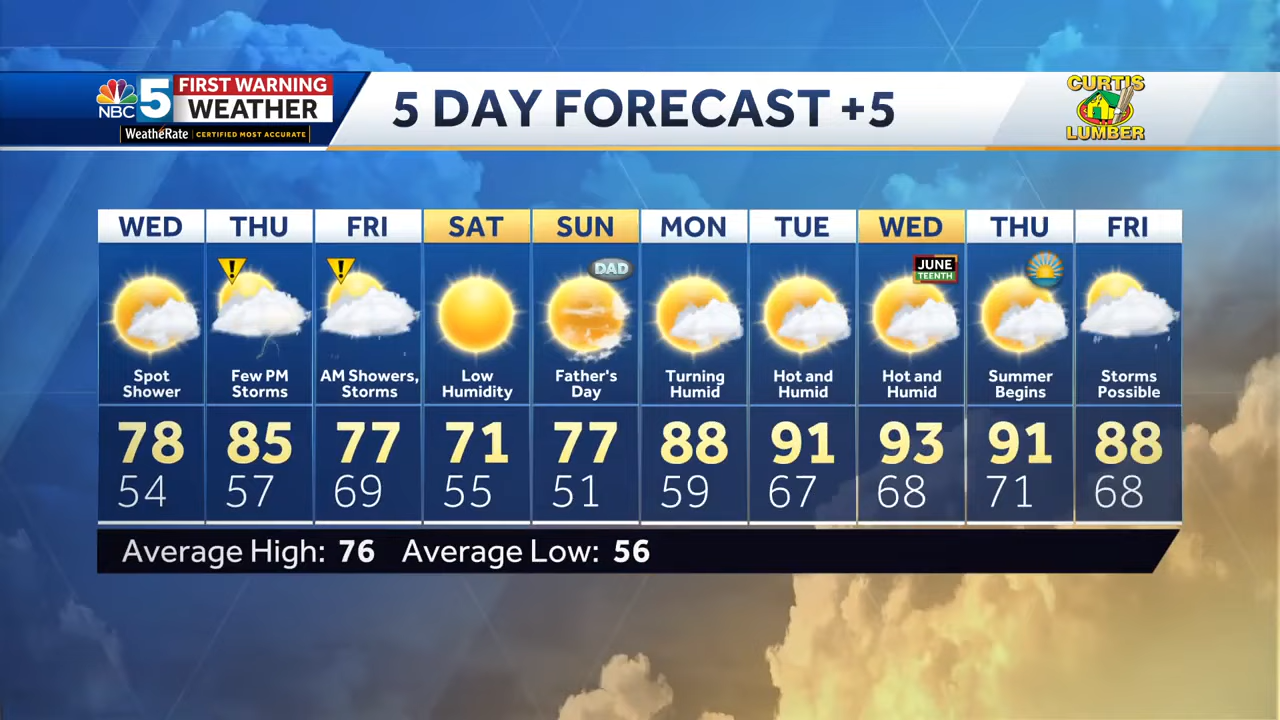 NBC 5 FIRST WARNING
WEATHER
WeatheRate CERTIFIED MOST ACCURATE
5 DAY FORECAST +5
CURTIS
LUMBER
WED THU FRI SAT SUN MON TUE WED THU FRI
! ! DAD JUNE
TEENTH
Spot Few PM AM Showers, Low Father's Turning Hot and Hot and Summer Storms
Shower Storms Storms Humidity Day Humid Humid Humid Begins Possible
78 85 77 71 77 88 91 93 91 88
54 57 69 55 51 59 67 68 71 68
Average High: 76 Average Low: 56